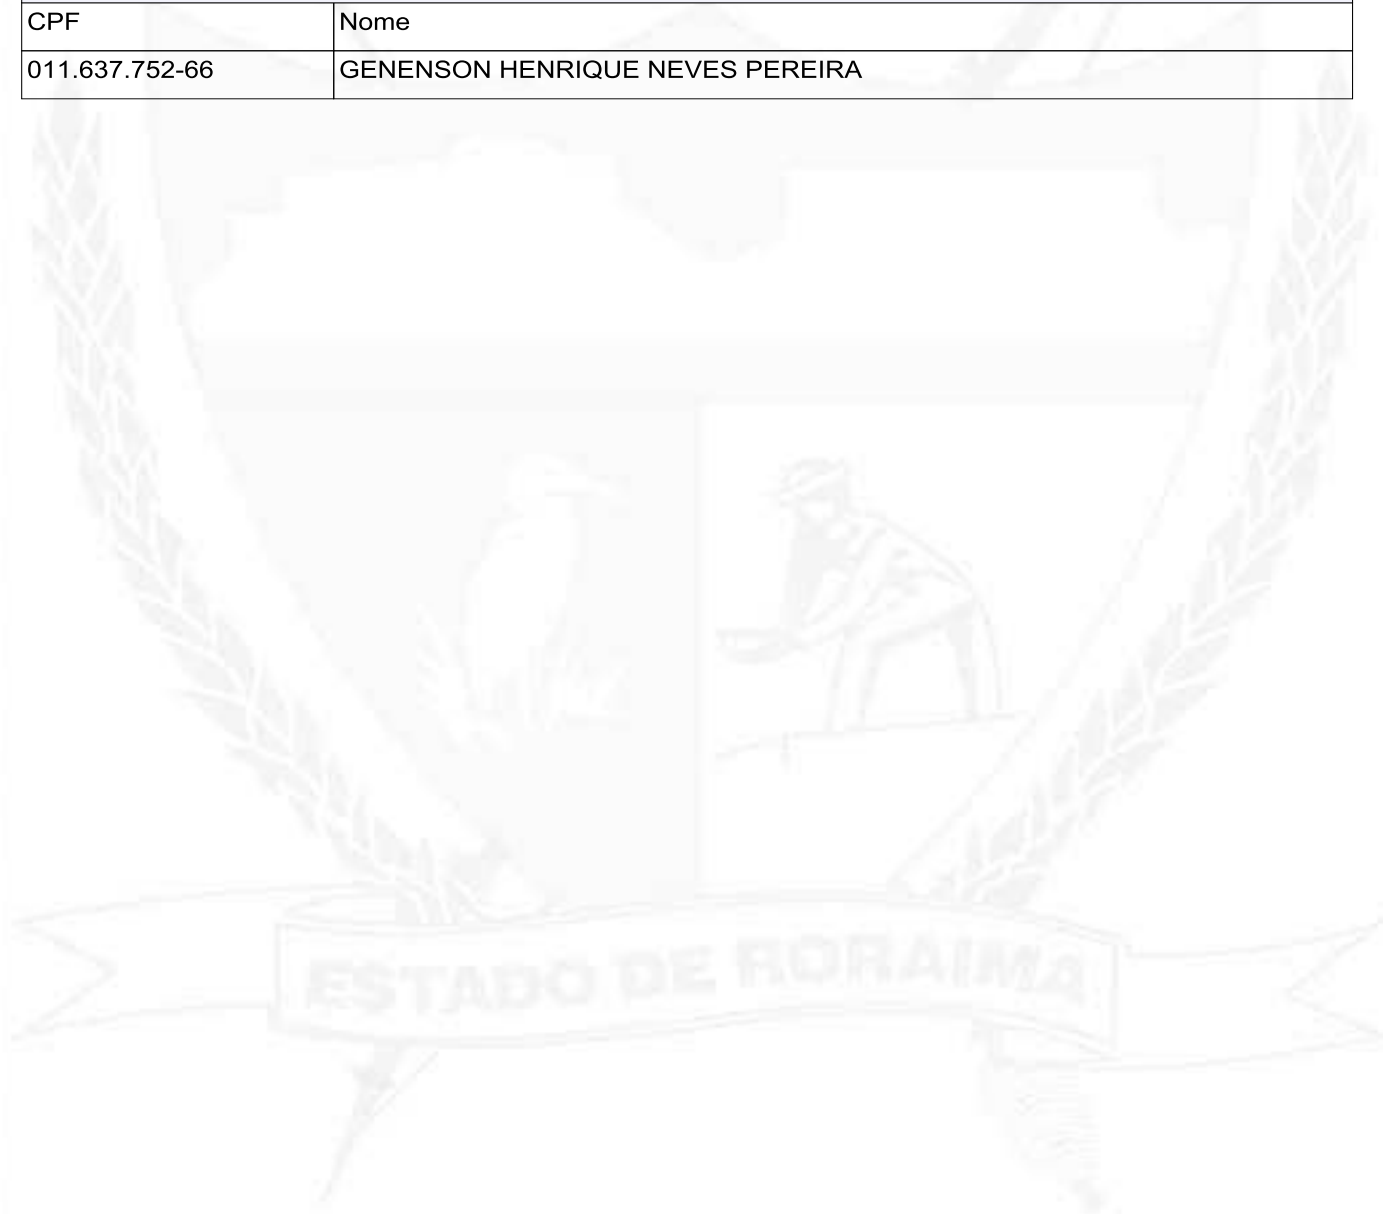 CPF Nome
011.637.752-66 GENENSON HENRIQUE NEVES PEREIRA
ESTADO DE RORAIMA